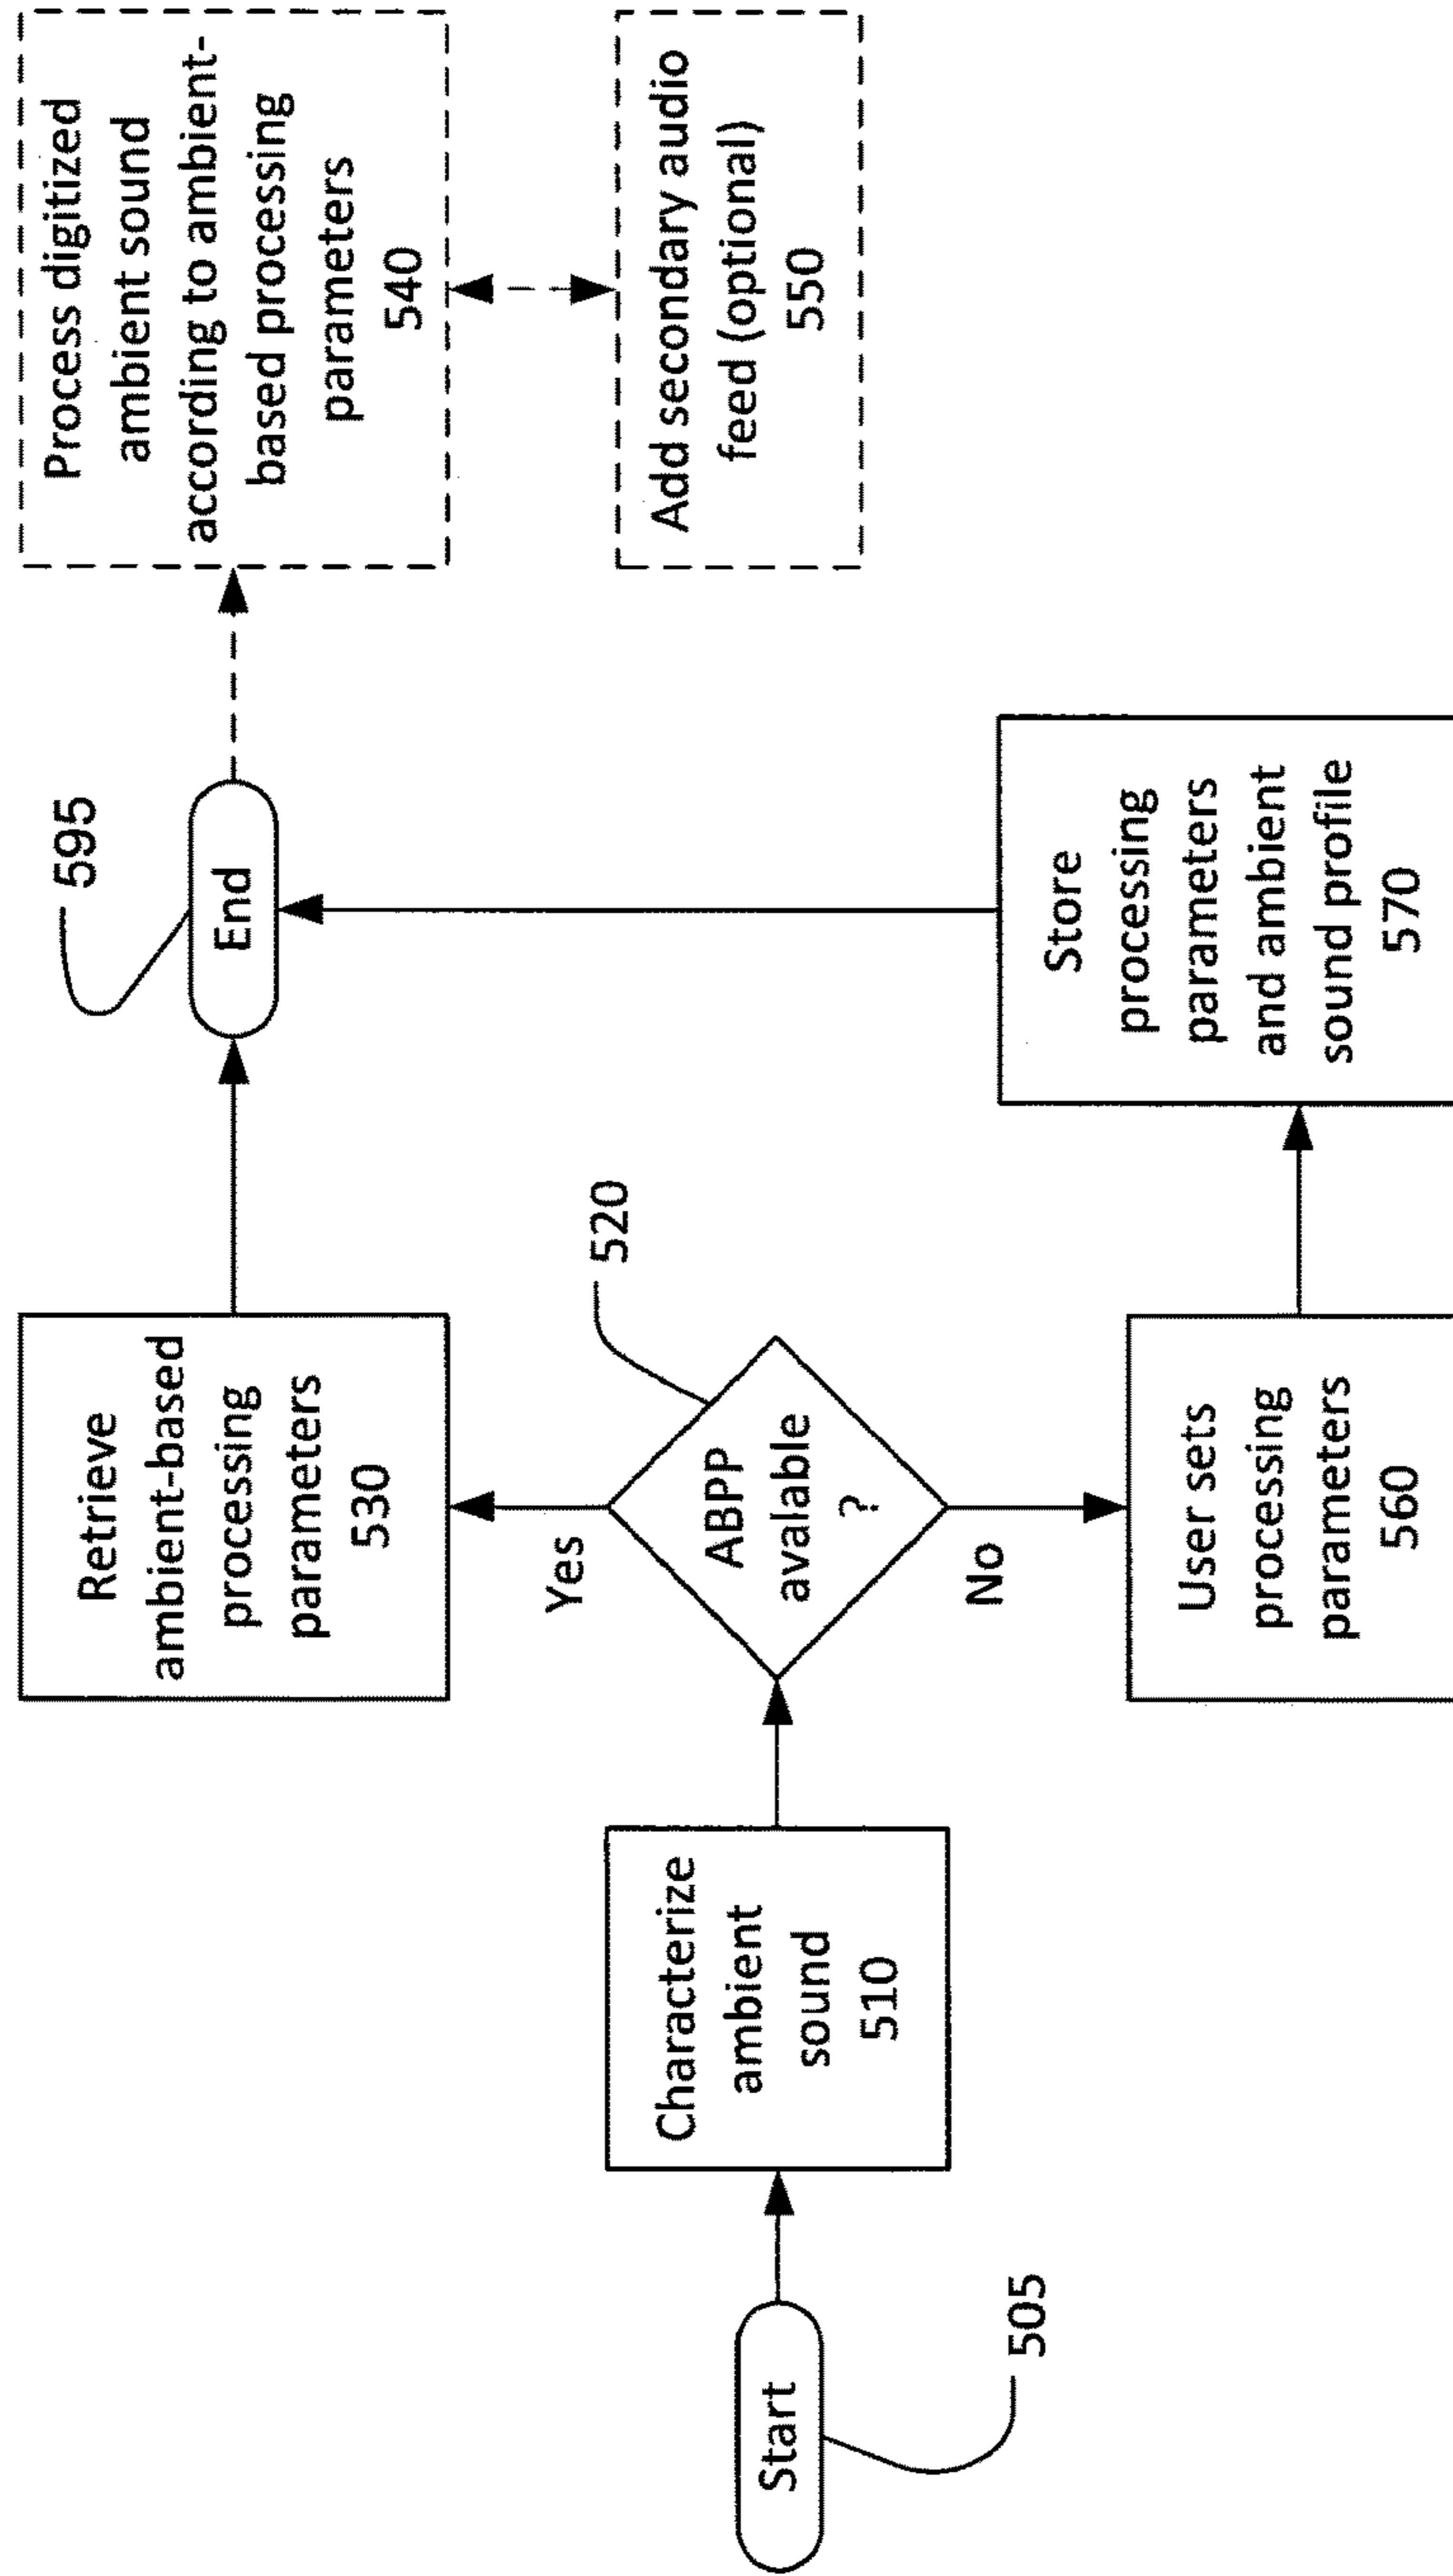 Start
505
Characterize
ambient
sound
510
ABPP
avalable
?
520
Yes
No
Retrieve
ambient-based
processing
parameters
530
User sets
processing
parameters
560
Store
processing
parameters
and ambient
sound profile
570
End
595
Process digitized
ambient sound
according to ambient-
based processing
parameters
540
Add secondary audio
feed (optional)
550